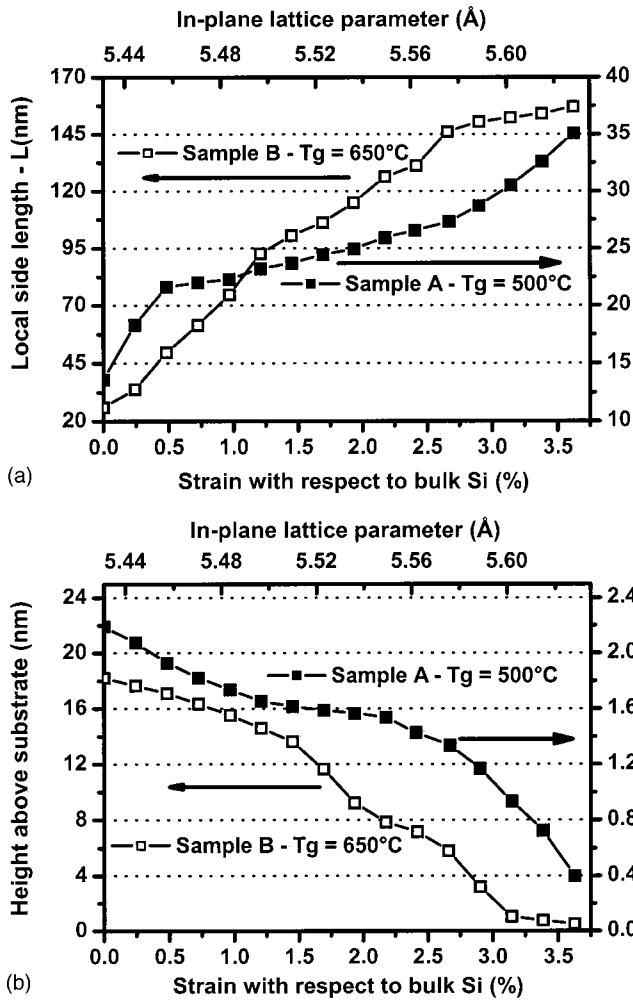 In-plane lattice parameter (Å)
5.44 5.48 5.52 5.56 5.60
170 40
145 35
120 30
95 25
70 20
45 15
20 10
Local side length - L(nm)
Sample B - Tg = 650°C
Sample A - Tg = 500°C
0.0 0.5 1.0 1.5 2.0 2.5 3.0 3.5
Strain with respect to bulk Si (%)
(a)
In-plane lattice parameter (Å)
5.44 5.48 5.52 5.56 5.60
24 2.4
20 2.0
16 1.6
12 1.2
8 0.8
4 0.4
0 0.0
Height above substrate (nm)
Sample A - Tg = 500°C
Sample B - Tg = 650°C
0.0 0.5 1.0 1.5 2.0 2.5 3.0 3.5
Strain with respect to bulk Si (%)
(b)